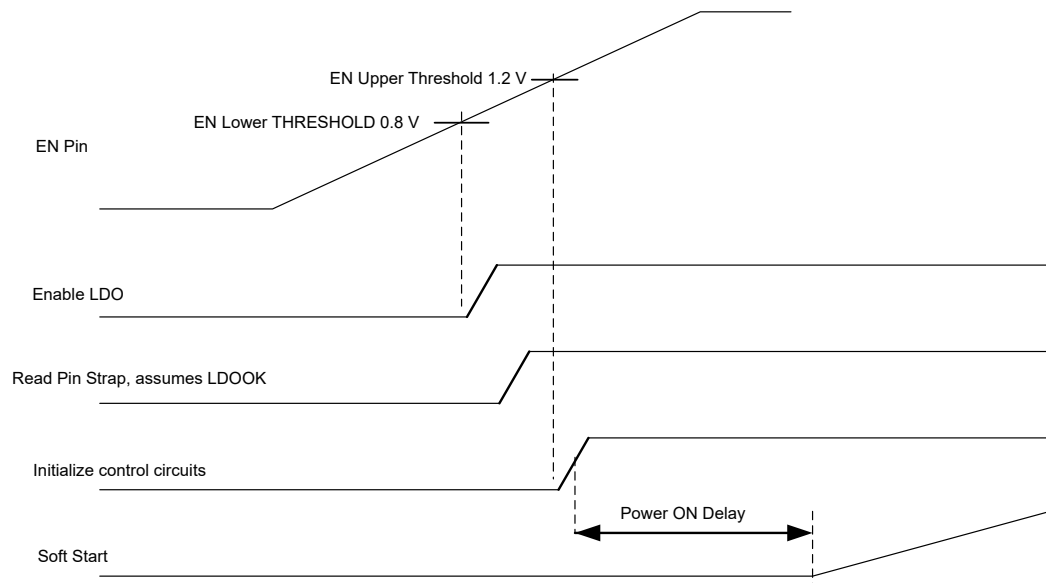 EN Upper Threshold 1.2 V
EN Lower THRESHOLD 0.8 V
EN Pin
Enable LDO
Read Pin Strap, assumes LDOOK
Initialize control circuits
Power ON Delay
Soft Start